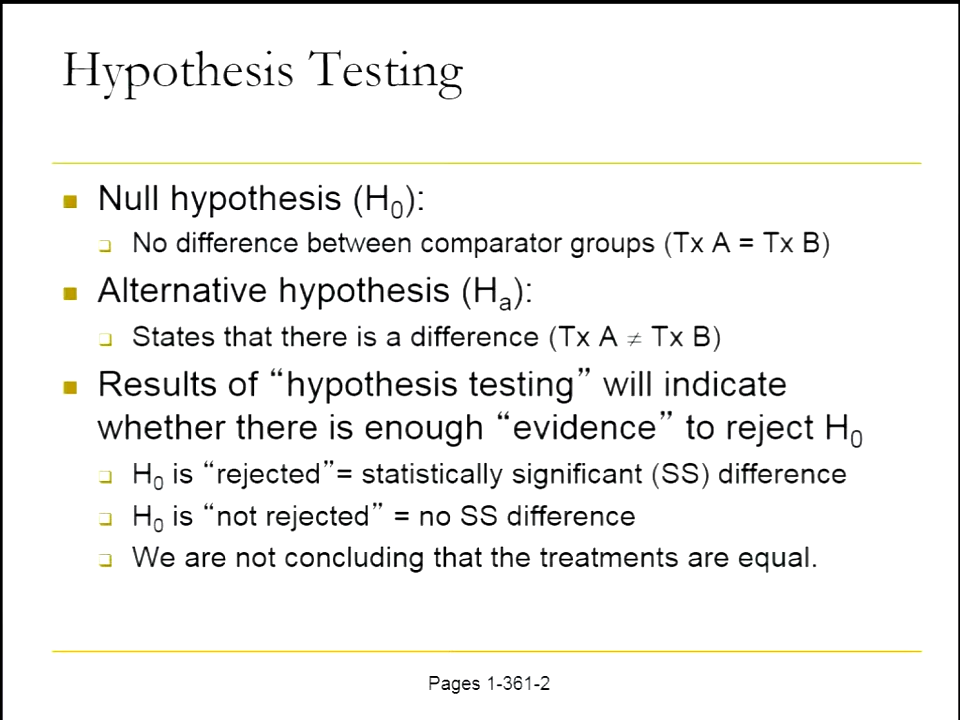 Hypothesis Testing
Null hypothesis (H₀):
No difference between comparator groups (Tx A = Tx B)
Alternative hypothesis (Hₐ):
States that there is a difference (Tx A ≠ Tx B)
Results of “hypothesis testing” will indicate
whether there is enough “evidence” to reject H₀
H₀ is “rejected”= statistically significant (SS) difference
H₀ is “not rejected” = no SS difference
We are not concluding that the treatments are equal.
Pages 1-361-2